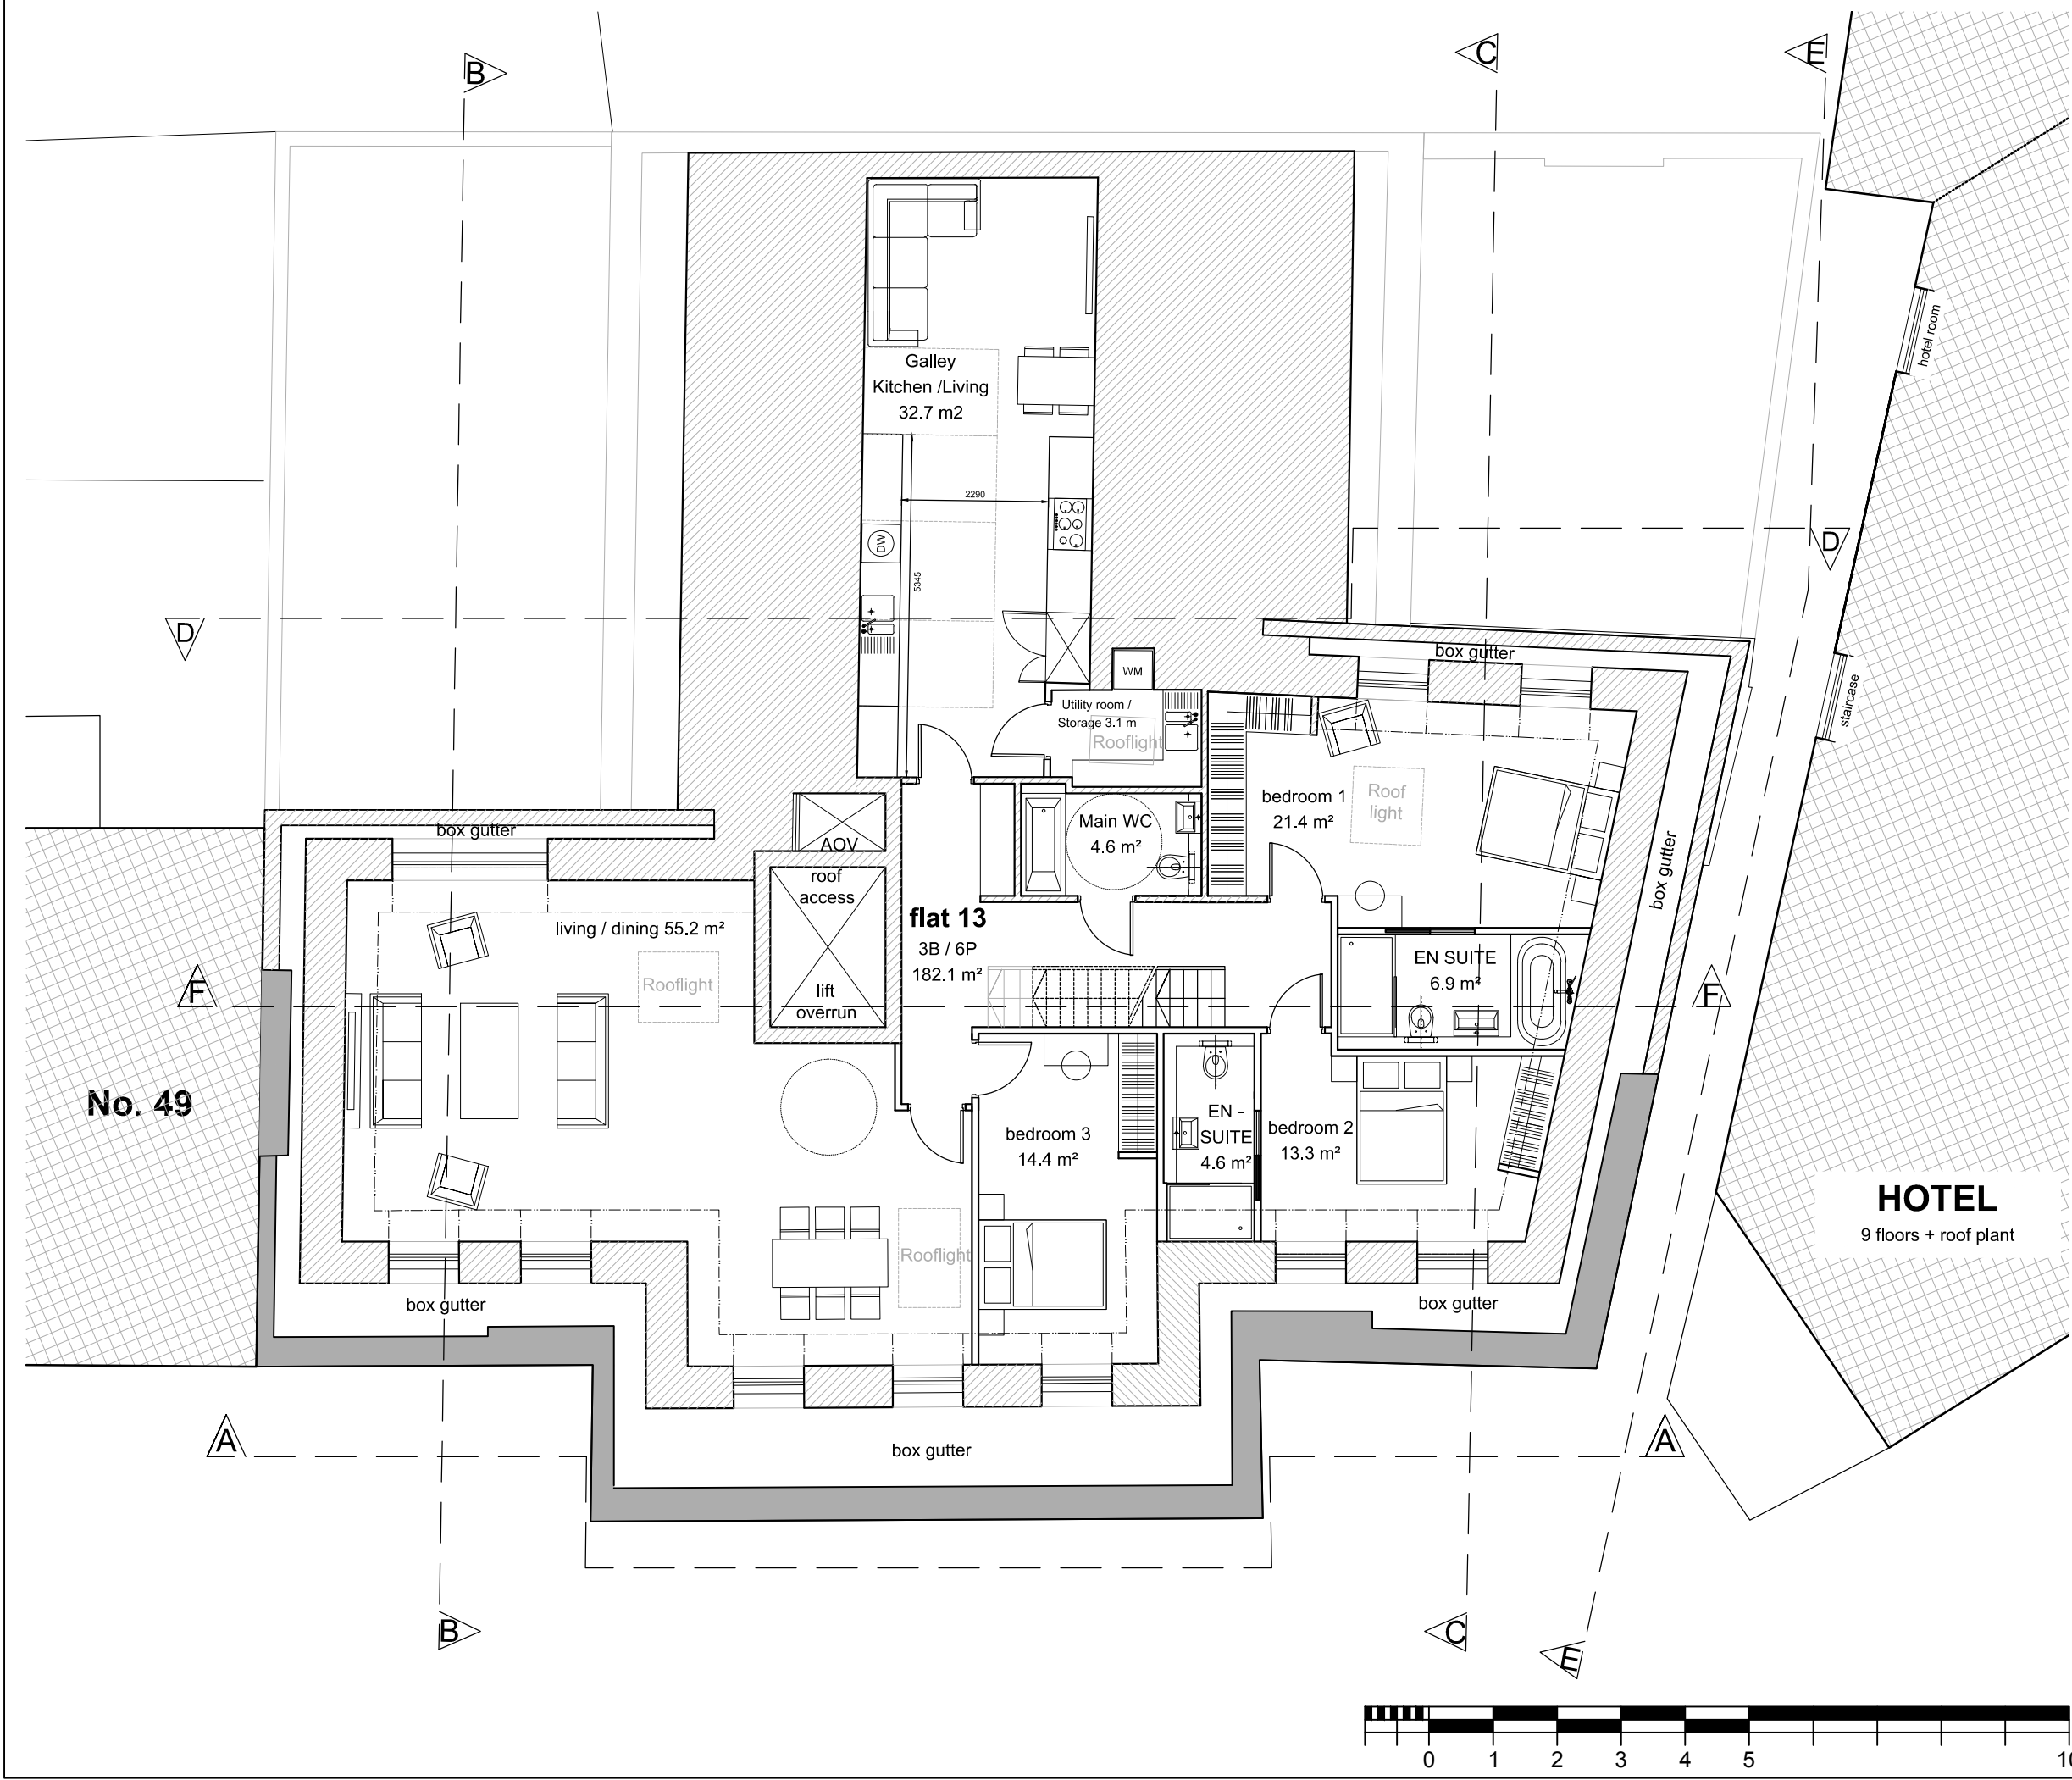 B
C
E
hotel room
Galley
Kitchen /Living
32.7 m2
2290
DW
5345
D
D
box gutter
WM
staircase
Utility room /
Storage 3.1 m
Rooflight
bedroom 1
21.4 m²
Roof
light
Main WC
4.6 m²
box gutter
AOV
roof
access
box gutter
flat 13
3B / 6P
182.1 m²
living / dining 55.2 m²
Rooflight
EN SUITE
6.9 m²
lift
overrun
F
F
No. 49
EN -
SUITE
4.6 m²
bedroom 2
13.3 m²
bedroom 3
14.4 m²
HOTEL
9 floors + roof plant
Rooflight
box gutter
box gutter
A
box gutter
A
B
C
E
0 1 2 3 4 5